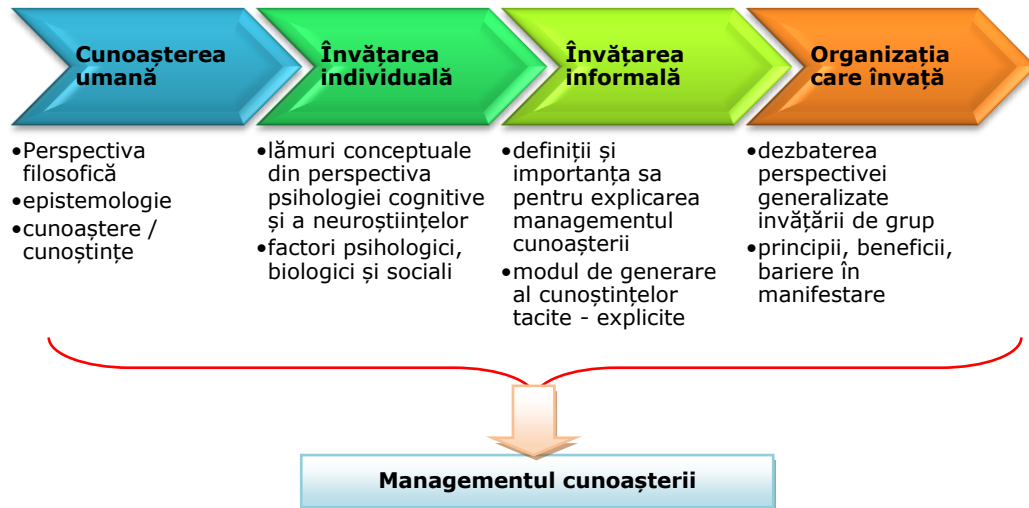 Cunoașterea
umană
Învățarea
individuală
Învățarea
informală
Organizația
care învață
•Perspectiva
filosofică
•epistemologie
•cunoaștere /
cunoștințe
•lămuri conceptuale
din perspectiva
psihologiei cognitive
și a neuroștiințelor
•factori psihologici,
biologici și sociali
•definiții și
importanța sa
pentru explicarea
managementul
cunoașterii
•modul de generare
al cunoștințelor
tacite - explicite
•dezbaterea
perspectivei
generalizate
invățării de grup
•principii, beneficii,
bariere în
manifestare
Managementul cunoașterii